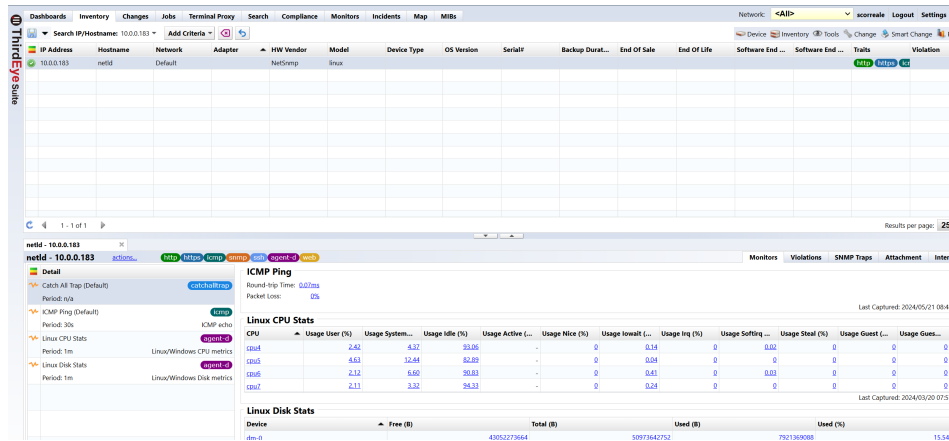 ThirdEye Suite
Dashboards Inventory Changes Jobs Terminal Proxy Search Compliance Monitors Incidents Map MIBs
Network: <All> scorreale Logout Settings
Search IP/Hostname: 10.0.0.183 Add Criteria
Device Inventory Tools Change Smart Change
IP Address Hostname Network Adapter HW Vendor Model Device Type OS Version Serial# Backup Durat... End Of Sale End Of Life Software End ... Software End ... Traits Violation
10.0.0.183 netld Default NetSnmp linux http https
1 - 1 of 1
Results per page: 25
netld - 10.0.0.183
netld - 10.0.0.183 actions... http https icmp snmp ssh agent-d web
Monitors Violations SNMP Traps Attachment Inter
Detail
Catch All Trap (Default) catchalltrap
Period: n/a
ICMP Ping (Default) icmp
Period: 30s ICMP echo
Linux CPU Stats agent-d
Period: 1m Linux/Windows CPU metrics
Linux Disk Stats agent-d
Period: 1m Linux/Windows Disk metrics
ICMP Ping
Round-trip Time: 0.07ms
Packet Loss: 0%
Last Captured: 2024/05/21 08:4
Linux CPU Stats
CPU Usage User (%) Usage System... Usage Idle (%) Usage Active (... Usage Nice (%) Usage Iowait (... Usage Irq (%) Usage Softirq ... Usage Steal (%) Usage Guest (... Usage Gues...
cpu4 2.42 4.37 93.06 - 0 0.14 0 0.02 0 0 0
cpu5 4.63 12.44 82.89 - 0 0.04 0 0 0 0 0
cpu6 2.12 6.60 90.83 - 0 0.41 0 0.03 0 0 0
cpu7 2.11 3.32 94.33 - 0 0.24 0 0 0 0 0
Last Captured: 2024/03/20 07:5
Linux Disk Stats
Device Free (B) Total (B) Used (B) Used (%)
dm-0 43052273664 50973642752 7921369088 15.54